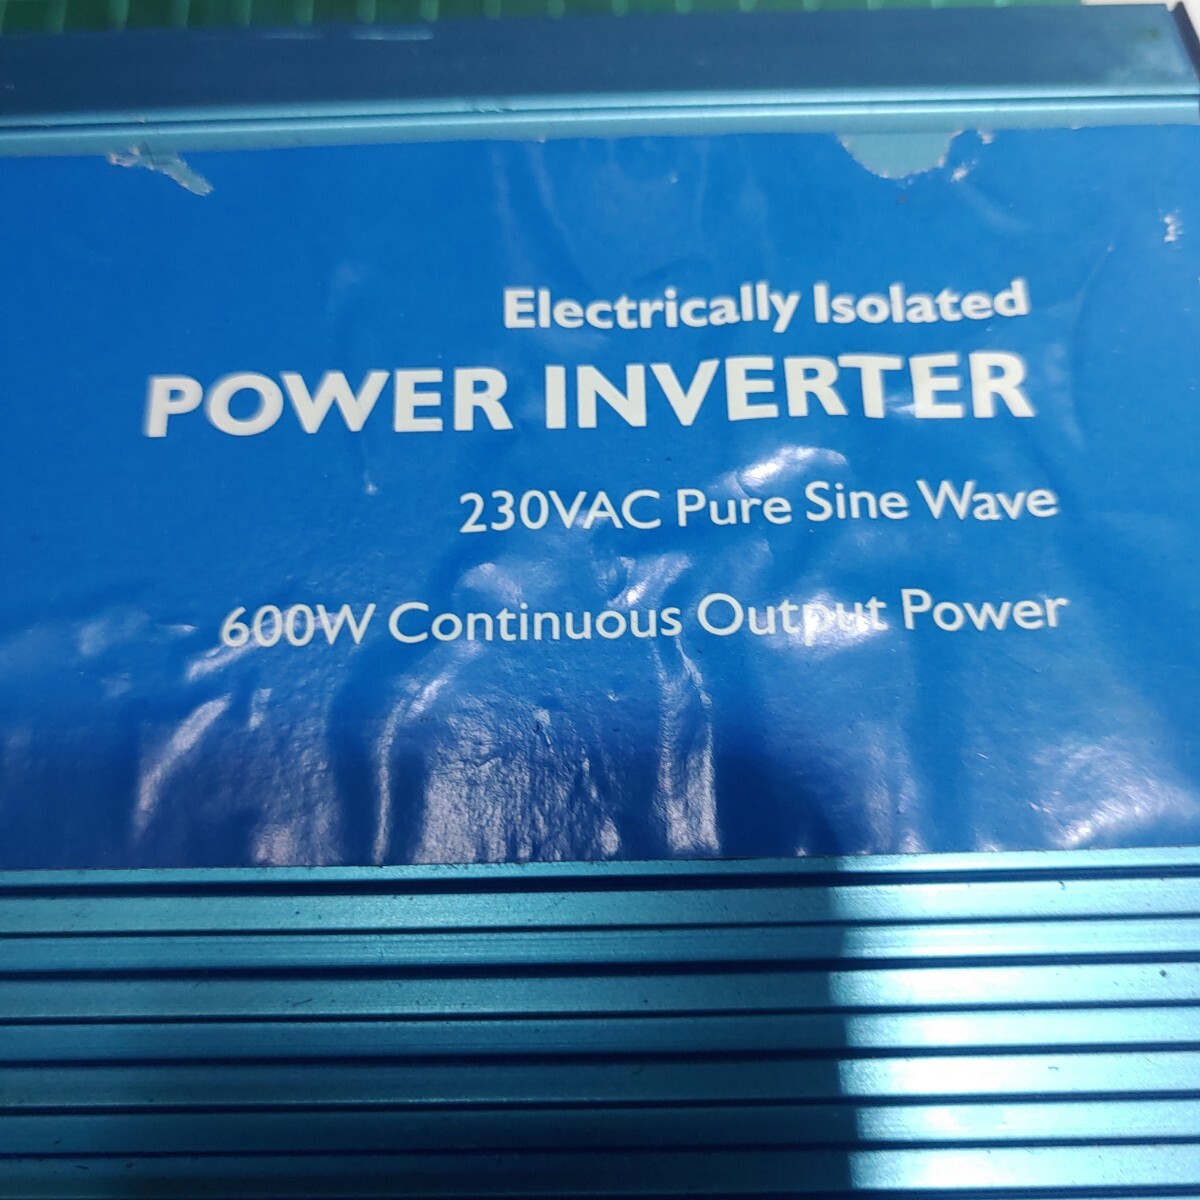 Electrically Isolated
POWER INVERTER
230VAC Pure Sine Wave
600W Continuous Output Power